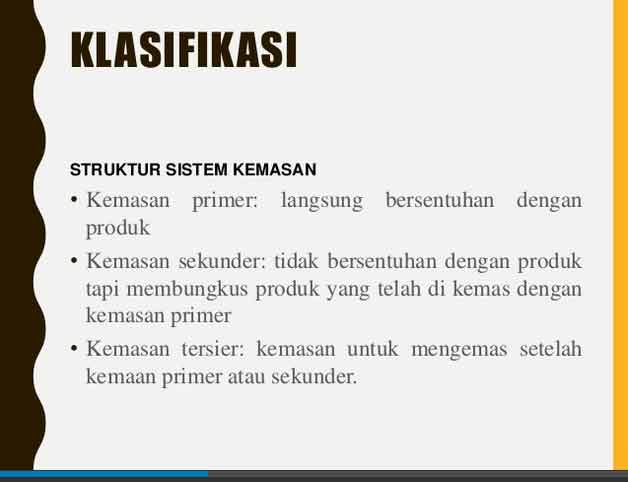 KLASIFIKASI
STRUKTUR SISTEM KEMASAN
• Kemasan primer: langsung bersentuhan dengan
produk
• Kemasan sekunder: tidak bersentuhan dengan produk
tapi membungkus produk yang telah di kemas dengan
kemasan primer
• Kemasan tersier: kemasan untuk mengemas setelah
kemaan primer atau sekunder.